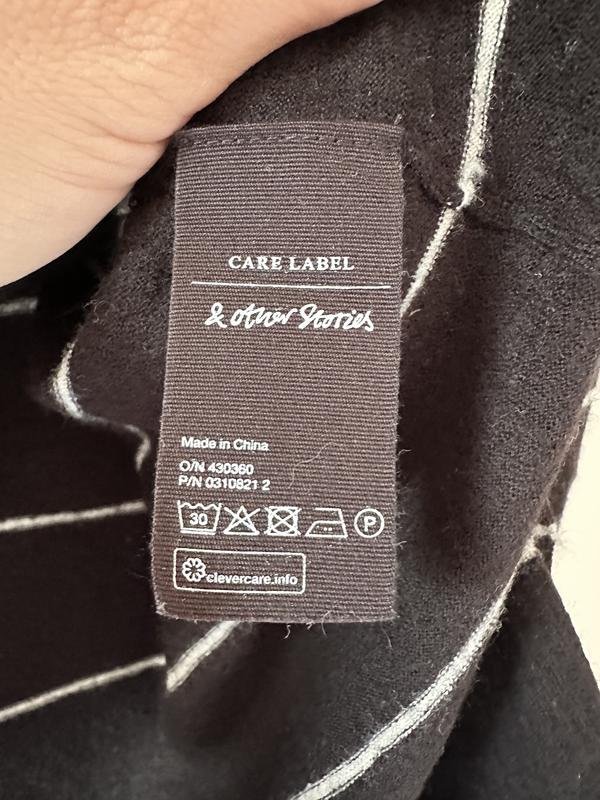 CARE LABEL
& other Stories
Made in China
O/N 430360
P/N 0310821 2
30 P
clevercare.info